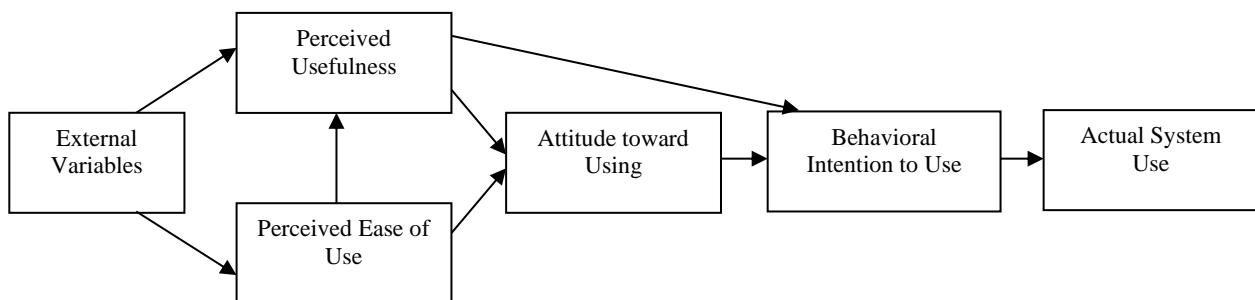 Perceived
Usefulness
External
Variables
Perceived Ease of
Use
Attitude toward
Using
Behavioral
Intention to Use
Actual System
Use